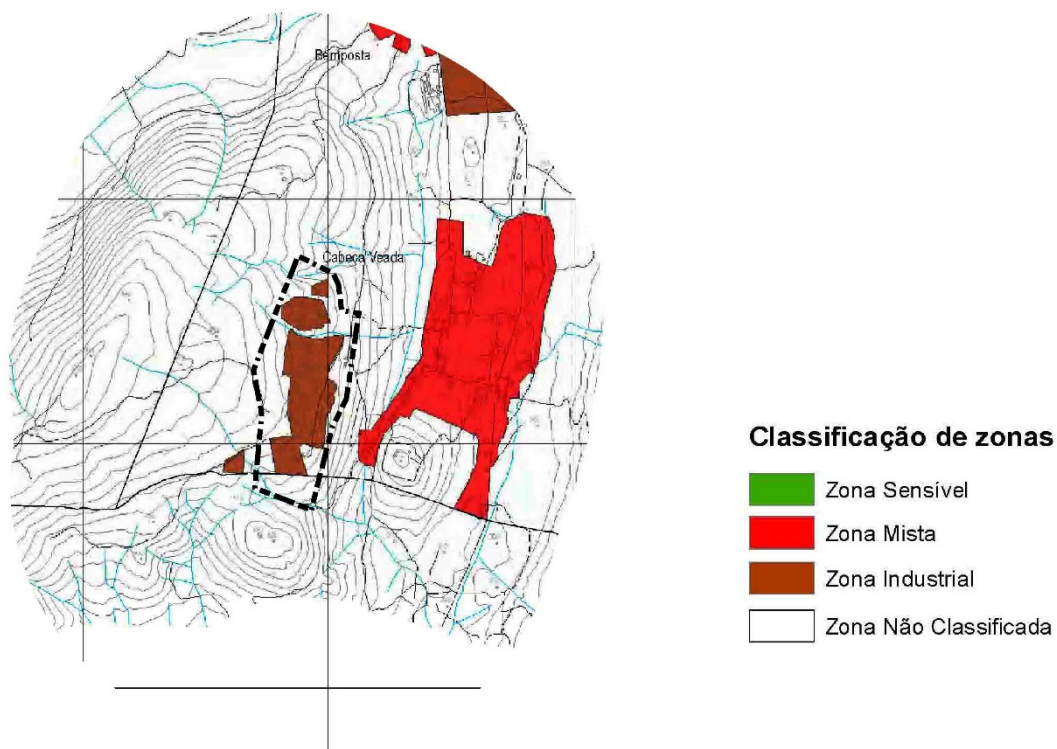 Bemposta
Cabeça Veada
Classificação de zonas
Zona Sensível
Zona Mista
Zona Industrial
Zona Não Classificada